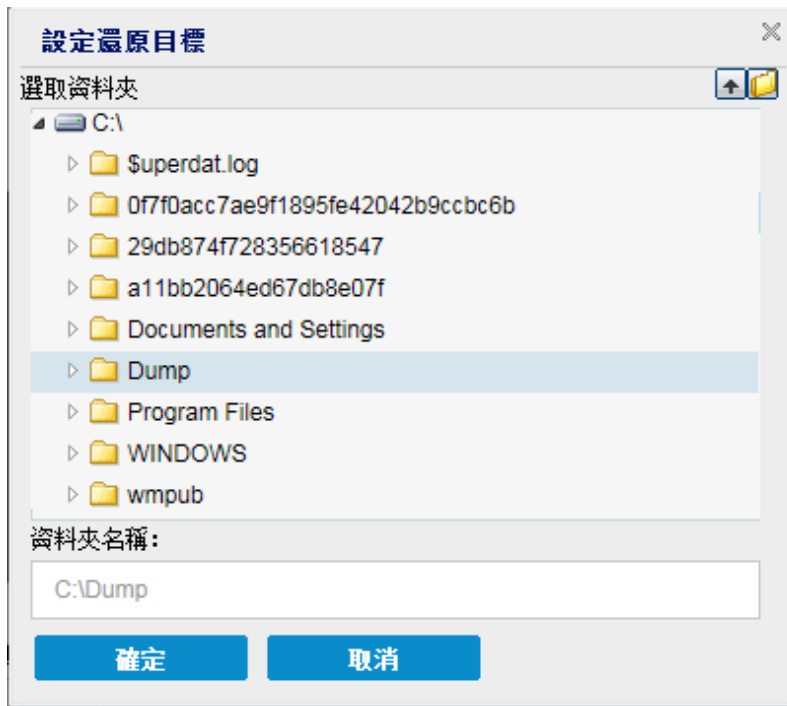 設定還原目標
選取資料夾
C:\
$uperdat.log
0f7f0acc7ae9f1895fe42042b9ccbc6b
29db874f728356618547
a11bb2064ed67db8e07f
Documents and Settings
Dump
Program Files
WINDOWS
wmpub
資料夾名稱:
C:\Dump
確定 取消